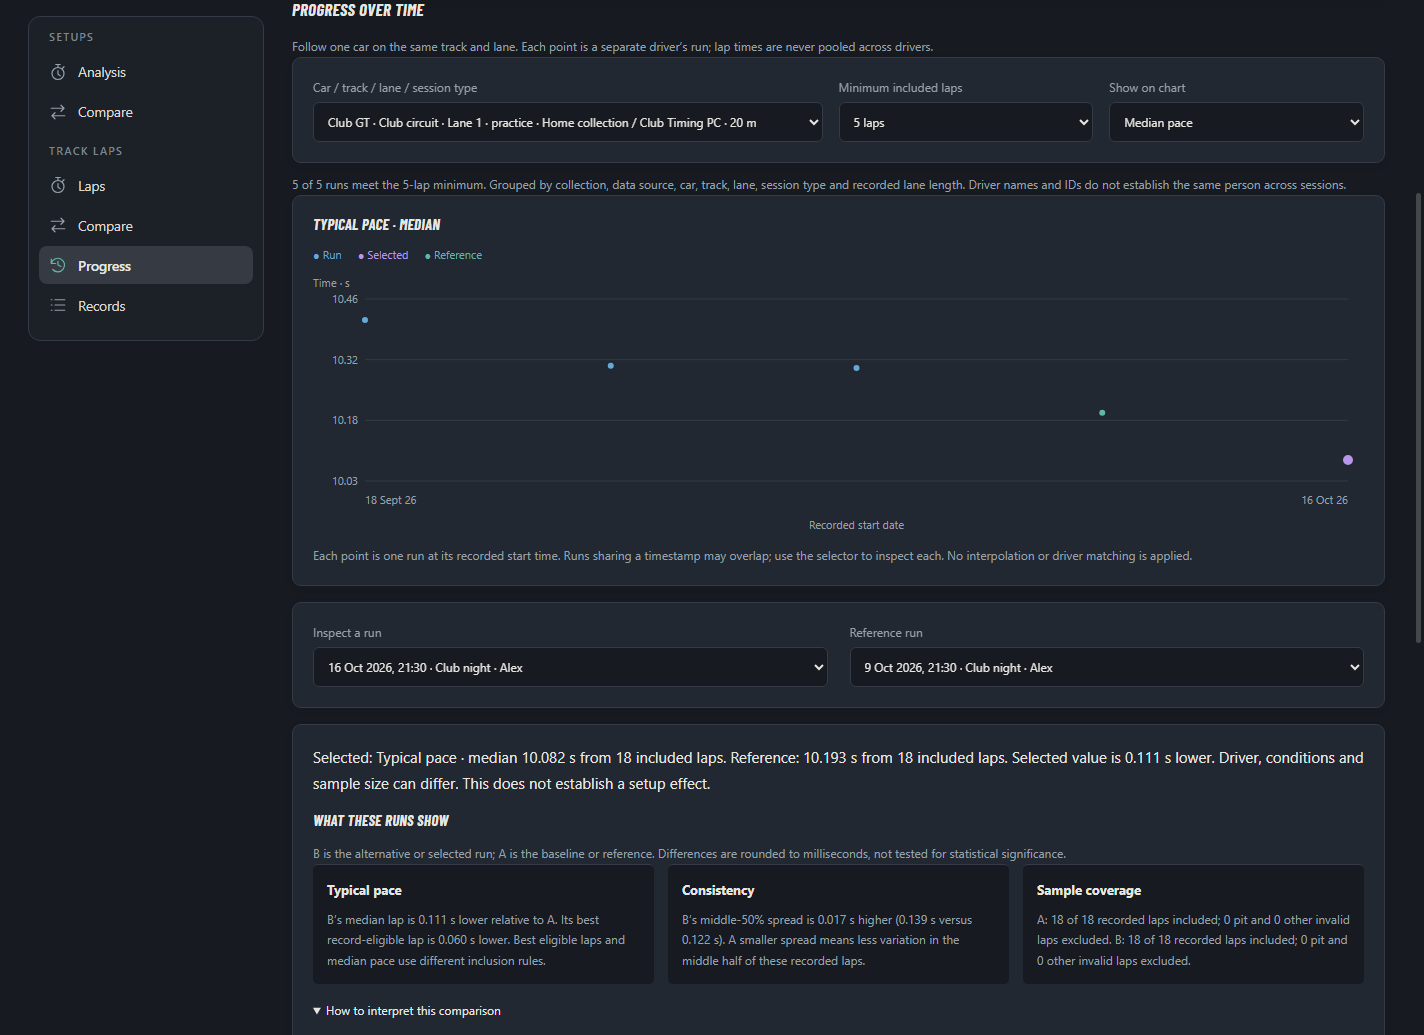 PROGRESS OVER TIME
SETUPS
Analysis
Compare
TRACK LAPS
Laps
Compare
Progress
Records
Follow one car on the same track and lane. Each point is a separate driver's run; lap times are never pooled across drivers.
Car / track / lane / session type
Minimum included laps
Show on chart
Club GT · Club circuit · Lane 1 · practice · Home collection / Club Timing PC · 20 m
5 laps
Median pace
5 of 5 runs meet the 5-lap minimum. Grouped by collection, data source, car, track, lane, session type and recorded lane length. Driver names and IDs do not establish the same person across sessions.
TYPICAL PACE · MEDIAN
Run
Selected
Reference
Time · s
10.46
10.32
10.18
10.03
18 Sept 26
16 Oct 26
Recorded start date
Each point is one run at its recorded start time. Runs sharing a timestamp may overlap; use the selector to inspect each. No interpolation or driver matching is applied.
Inspect a run
Reference run
16 Oct 2026, 21:30 · Club night · Alex
9 Oct 2026, 21:30 · Club night · Alex
Selected: Typical pace · median 10.082 s from 18 included laps. Reference: 10.193 s from 18 included laps. Selected value is 0.111 s lower. Driver, conditions and
sample size can differ. This does not establish a setup effect.
WHAT THESE RUNS SHOW
B is the alternative or selected run; A is the baseline or reference. Differences are rounded to milliseconds, not tested for statistical significance.
Typical pace
B's median lap is 0.111 s lower relative to A. Its best
record-eligible lap is 0.060 s lower. Best eligible laps and
median pace use different inclusion rules.
Consistency
B's middle-50% spread is 0.017 s higher (0.139 s versus
0.122 s). A smaller spread means less variation in the
middle half of these recorded laps.
Sample coverage
A: 18 of 18 recorded laps included; 0 pit and 0 other invalid
laps excluded. B: 18 of 18 recorded laps included; 0 pit and
0 other invalid laps excluded.
▼ How to interpret this comparison